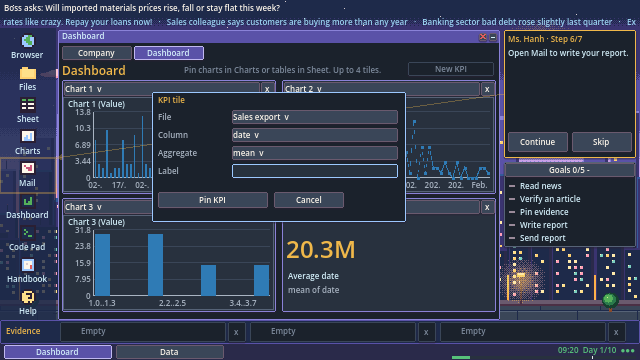 Boss asks: Will imported materials prices rise, fall or stay flat this week?
rates like crazy. Repay your loans now! · Sales colleague says customers are buying more than any product · Banking sector bad debt rose slightly last quarter · Ex
Dashboard
Company
Dashboard
Dashboard
Pin charts in Charts or tables in Sheet. Up to 4 tiles.
New KPI
Chart 1 v
x
Chart 2 v
x
Chart 1 (Value)
13.8
10.3
6.89
3.44
0
02-.
17/.
02-.
202.
202.
Feb.
KPI tile
File
Sales export v
Column
date v
Aggregate
mean v
Label
Pin KPI
Cancel
Chart 3 v
x
x
Chart 3 (Value)
31.8
23.9
15.9
7.95
0
1.0..1.3
2.2..2.5
3.4..3.7
20.3M
Average date
mean of date
Ms. Hanh · Step 6/7
Open Mail to write your report.
Continue
Skip
Goals 0/5 -
Read news
Verify an article
Pin evidence
Write report
Send report
Browser
Files
Sheet
Charts
Mail
Dashboard
Code Pad
Handbook
Help
Evidence
Empty
x
Empty
x
Empty
x
Dashboard
Data
09:20 Day 1/10